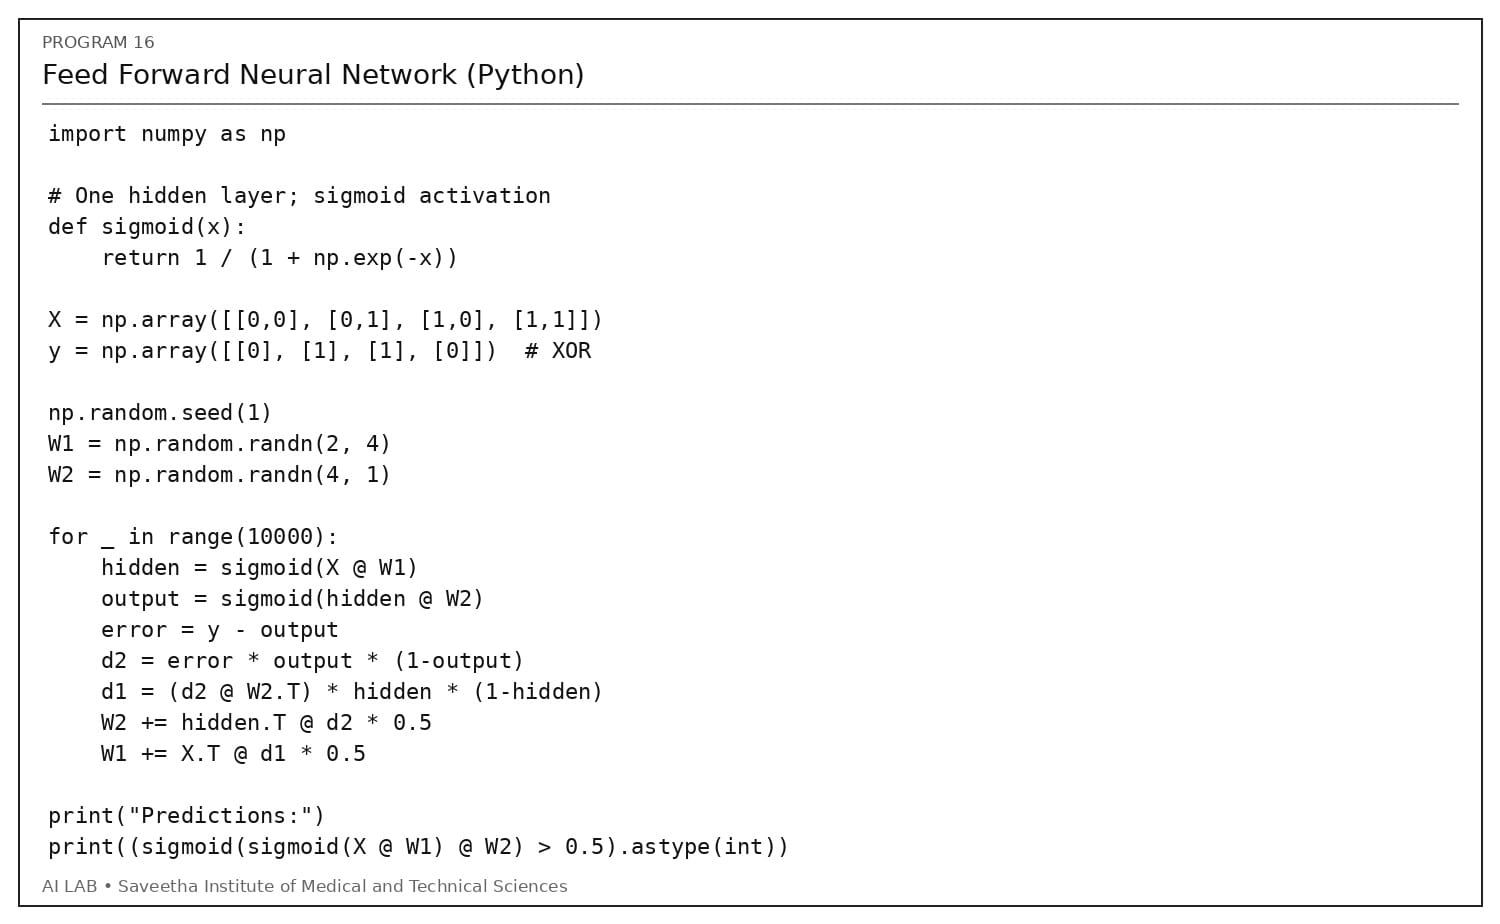 PROGRAM 16
Feed Forward Neural Network (Python)
import numpy as np
# One hidden layer; sigmoid activation
def sigmoid(x):
    return 1 / (1 + np.exp(-x))
X = np.array([[0,0], [0,1], [1,0], [1,1]])
y = np.array([[0], [1], [1], [0]])  # XOR
np.random.seed(1)
W1 = np.random.randn(2, 4)
W2 = np.random.randn(4, 1)
for _ in range(10000):
    hidden = sigmoid(X @ W1)
    output = sigmoid(hidden @ W2)
    error = y - output
    d2 = error * output * (1-output)
    d1 = (d2 @ W2.T) * hidden * (1-hidden)
    W2 += hidden.T @ d2 * 0.5
    W1 += X.T @ d1 * 0.5
print("Predictions:")
print((sigmoid(sigmoid(X @ W1) @ W2) > 0.5).astype(int))
AI LAB • Saveetha Institute of Medical and Technical Sciences